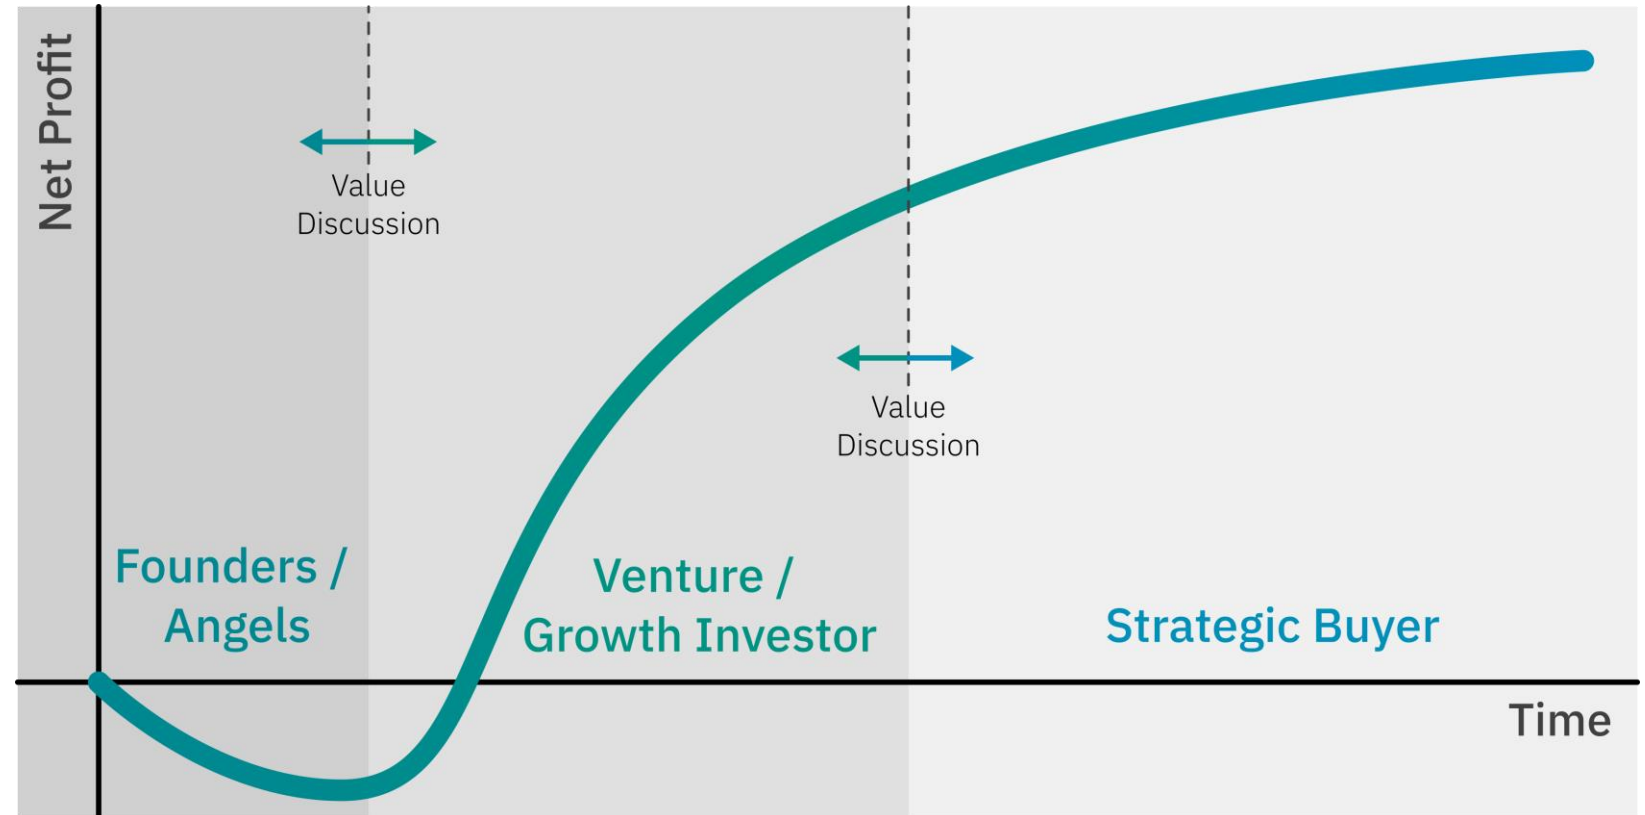 Net Profit
Value
Discussion
Value
Discussion
Founders /
Angels
Venture /
Growth Investor
Strategic Buyer
Time